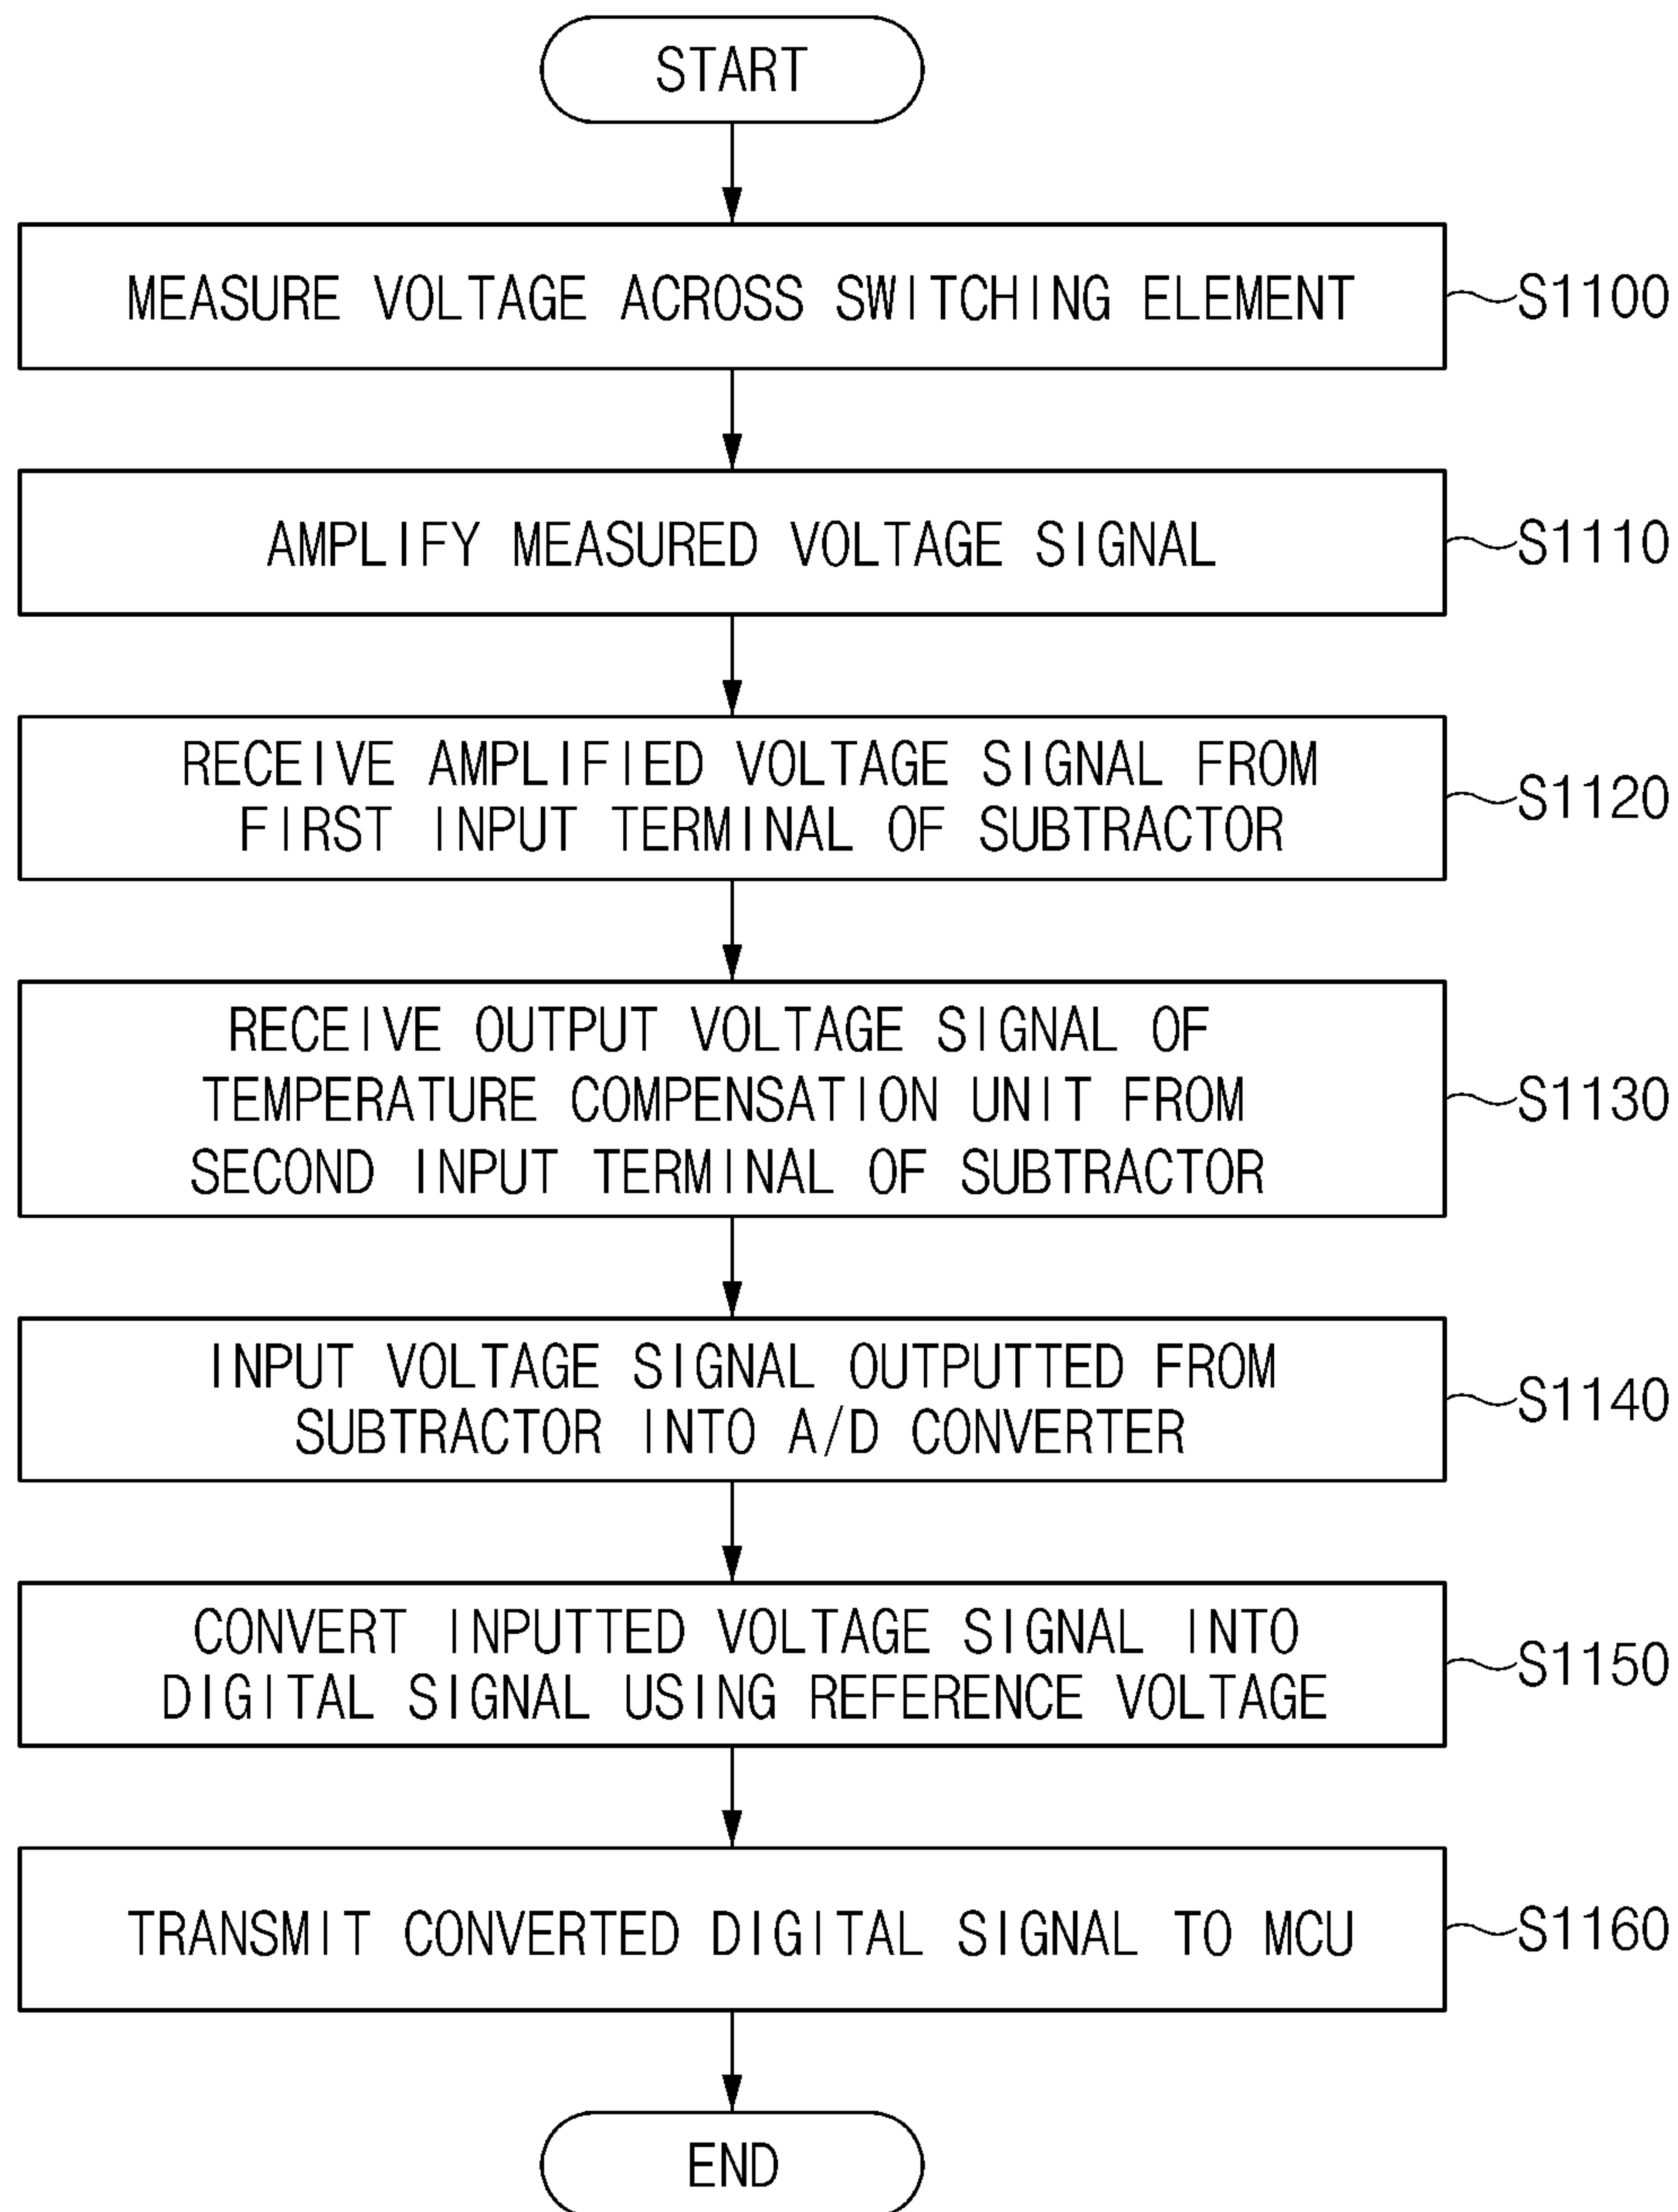 START
MEASURE VOLTAGE ACROSS SWITCHING ELEMENT
S1100
AMPLIFY MEASURED VOLTAGE SIGNAL
S1110
RECEIVE AMPLIFIED VOLTAGE SIGNAL FROM
FIRST INPUT TERMINAL OF SUBTRACTOR
S1120
RECEIVE OUTPUT VOLTAGE SIGNAL OF
TEMPERATURE COMPENSATION UNIT FROM
SECOND INPUT TERMINAL OF SUBTRACTOR
S1130
INPUT VOLTAGE SIGNAL OUTPUTTED FROM
SUBTRACTOR INTO A/D CONVERTER
S1140
CONVERT INPUTTED VOLTAGE SIGNAL INTO
DIGITAL SIGNAL USING REFERENCE VOLTAGE
S1150
TRANSMIT CONVERTED DIGITAL SIGNAL TO MCU
S1160
END